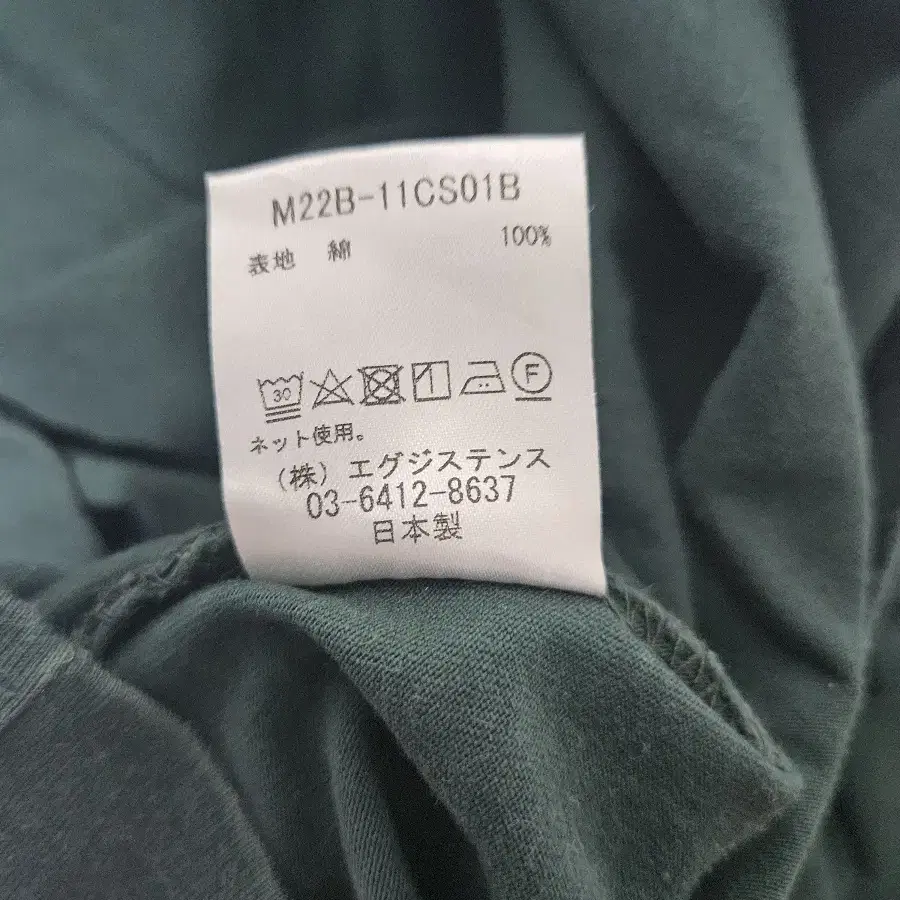 M22B-11CS01B
表地 綿 100%
30 F
ネット使用。
(株) エグジステンス
03-6412-8637
日本製